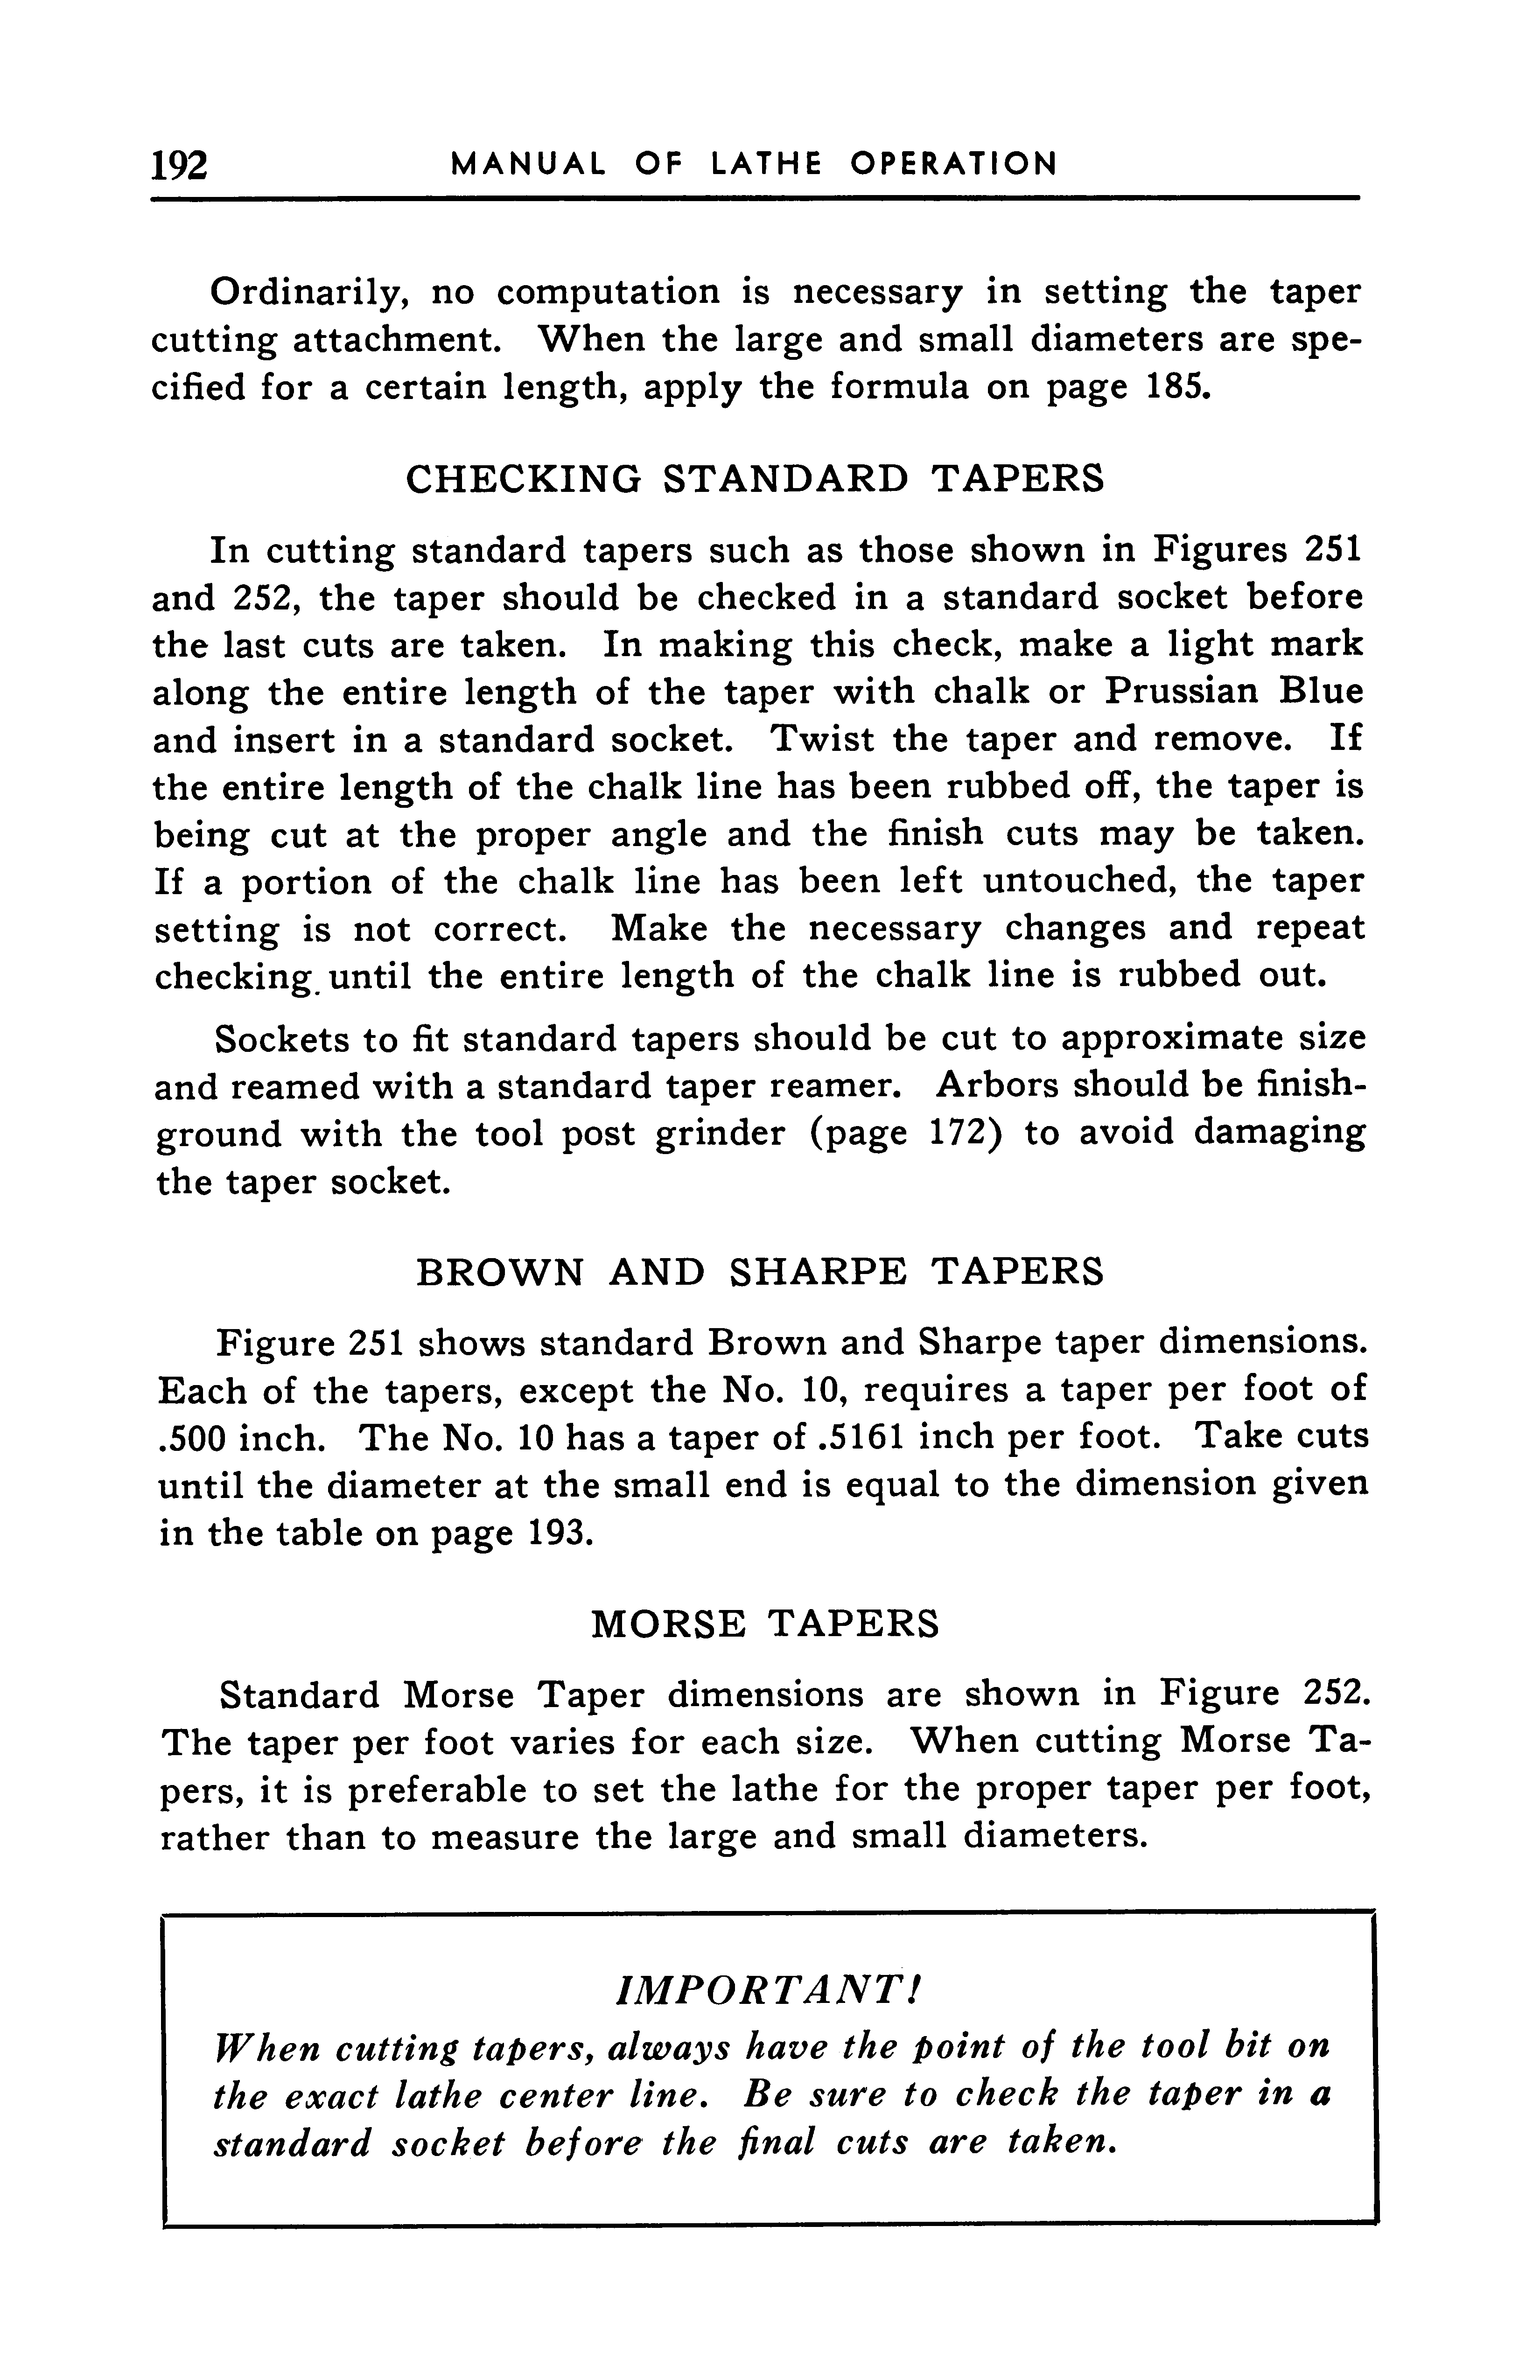 192 MANUAL OF LATHE OPERATION
Ordinarily, no computation is necessary in setting the taper
cutting attachment. When the large and small diameters are spe-
cified for a certain length, apply the formula on page 185.
CHECKING STANDARD TAPERS
In cutting standard tapers such as those shown in Figures 251
and 252, the taper should be checked in a standard socket before
the last cuts are taken. In making this check, make a light mark
along the entire length of the taper with chalk or Prussian Blue
and insert in a standard socket. Twist the taper and remove. If
the entire length of the chalk line has been rubbed off, the taper is
being cut at the proper angle and the finish cuts may be taken.
If a portion of the chalk line has been left untouched, the taper
setting is not correct. Make the necessary changes and repeat
checking. until the entire length of the chalk line is rubbed out.
Sockets to fit standard tapers should be cut to approximate size
and reamed with a standard taper reamer. Arbors should be finish-
ground with the tool post grinder (page 172) to avoid damaging
the taper socket.
BROWN AND SHARPE TAPERS
Figure 251 shows standard Brown and Sharpe taper dimensions.
Each of the tapers, except the No. 10, requires a taper per foot of
.500 inch. The No. 10 has a taper of .5161 inch per foot. Take cuts
until the diameter at the small end is equal to the dimension given
in the table on page 193.
MORSE TAPERS
Standard Morse Taper dimensions are shown in Figure 252.
The taper per foot varies for each size. When cutting Morse Ta-
pers, it is preferable to set the lathe for the proper taper per foot,
rather than to measure the large and small diameters.
IMPORTANT!
When cutting tapers, always have the point of the tool bit on
the exact lathe center line. Be sure to check the taper in a
standard socket before the final cuts are taken.